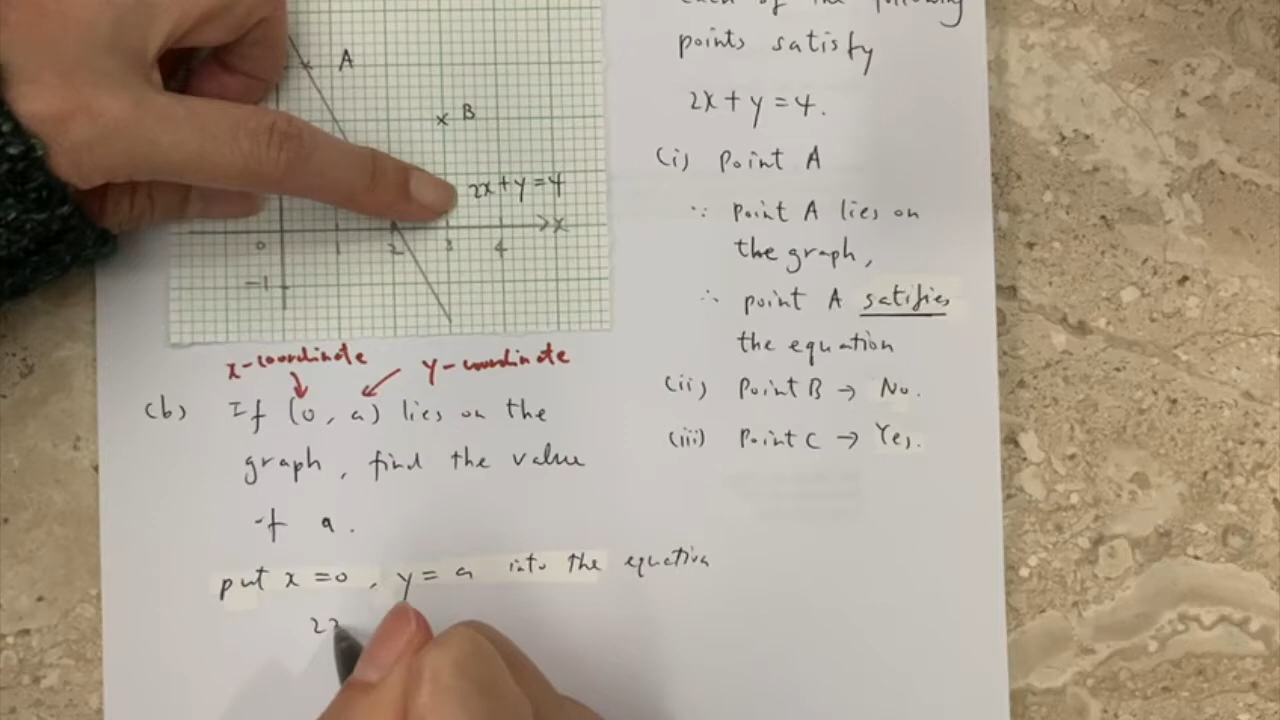 A
B
2x+y=4
x
0 1 2 3 4
-1
x-coordinate y-coordinate
(b) If (0, a) lies on the
graph, find the value
of a.
put x=0, y=a into the equation
points satisfy
2x+y=4.
(i) point A
∵ point A lies on
the graph,
∴ point A satifies
the equation
(ii) Point B → No.
(iii) Point C → Yes.